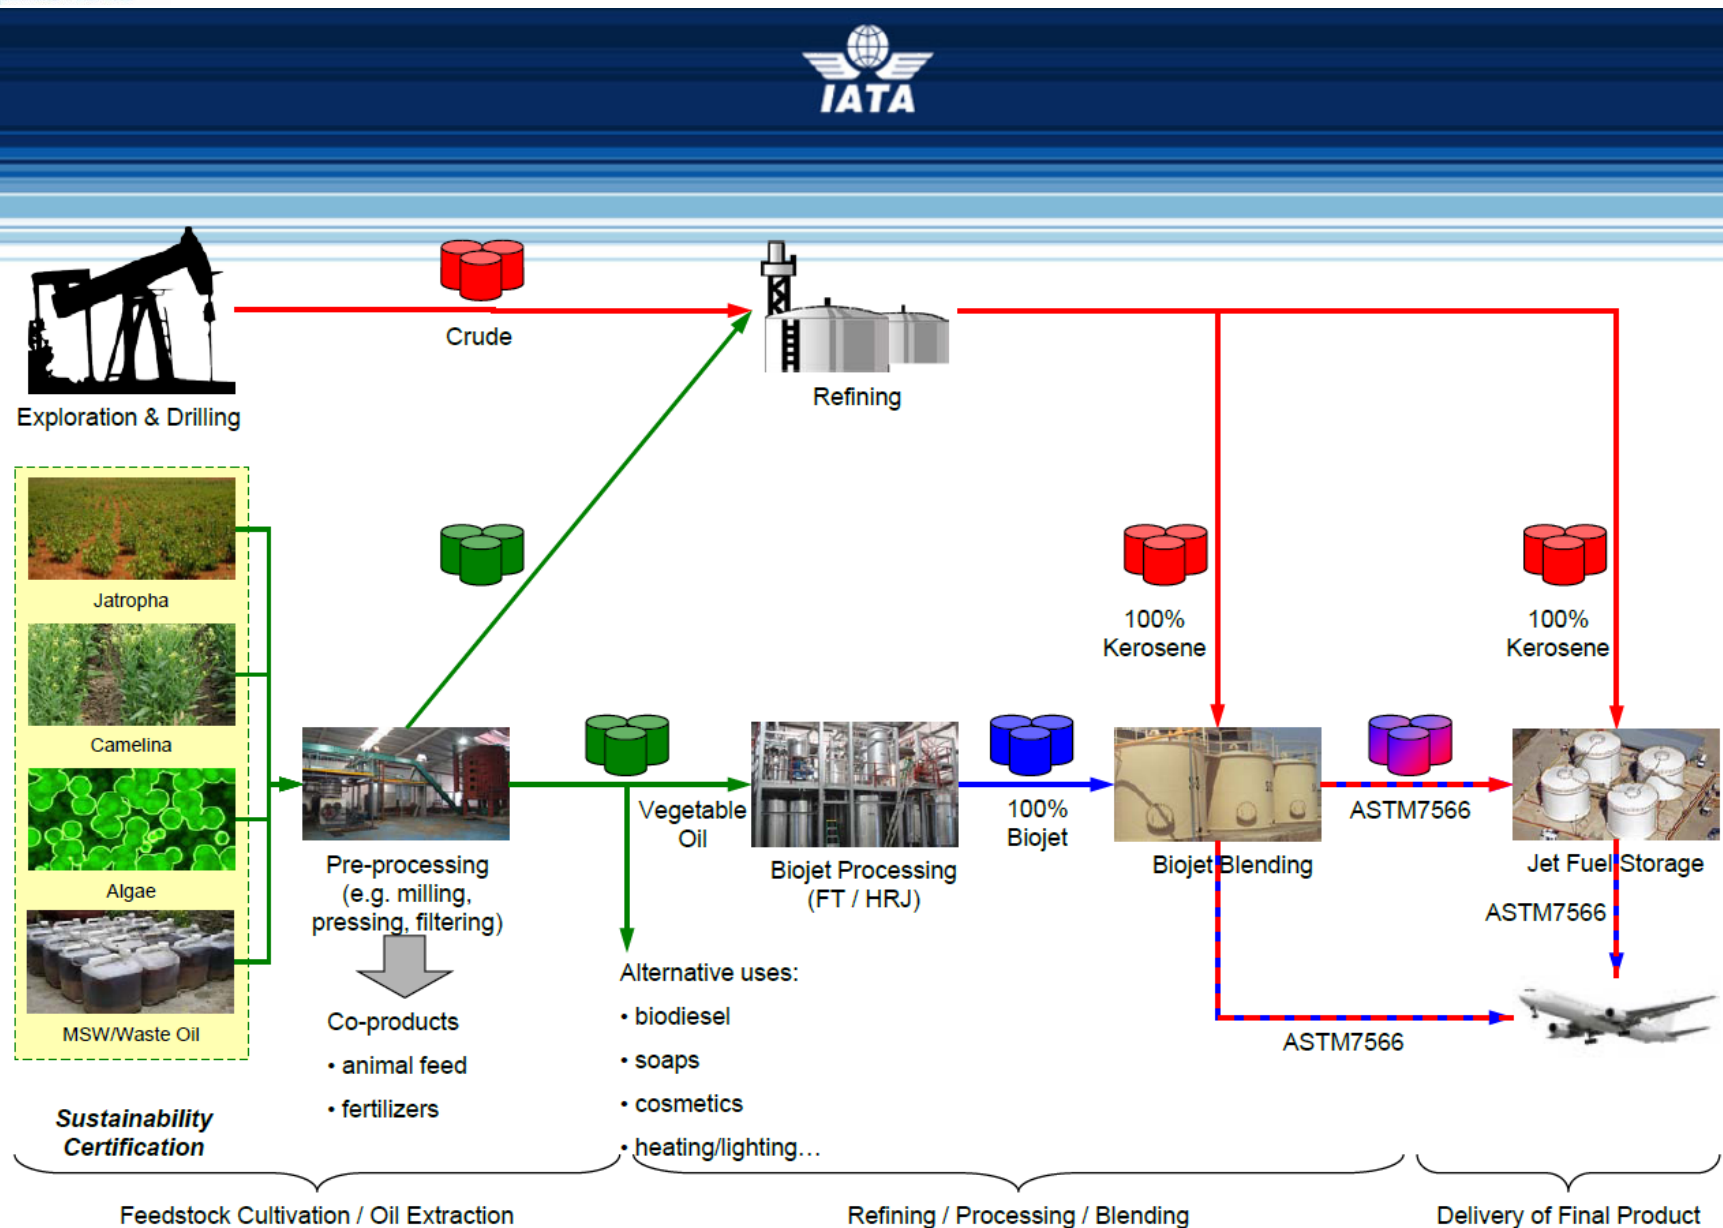 IATA
Crude
Refining
Exploration & Drilling
Jatropha
100%
Kerosene
100%
Kerosene
Camelina
Vegetable
Oil
100%
Biojet
ASTM7566
Pre-processing
(e.g. milling,
pressing, filtering)
Biojet Processing
(FT / HRJ)
Biojet Blending
Jet Fuel Storage
Algae
ASTM7566
MSW/Waste Oil
Co-products
• animal feed
• fertilizers
Alternative uses:
• biodiesel
• soaps
• cosmetics
• heating/lighting…
ASTM7566
Sustainability
Certification
Feedstock Cultivation / Oil Extraction
Refining / Processing / Blending
Delivery of Final Product